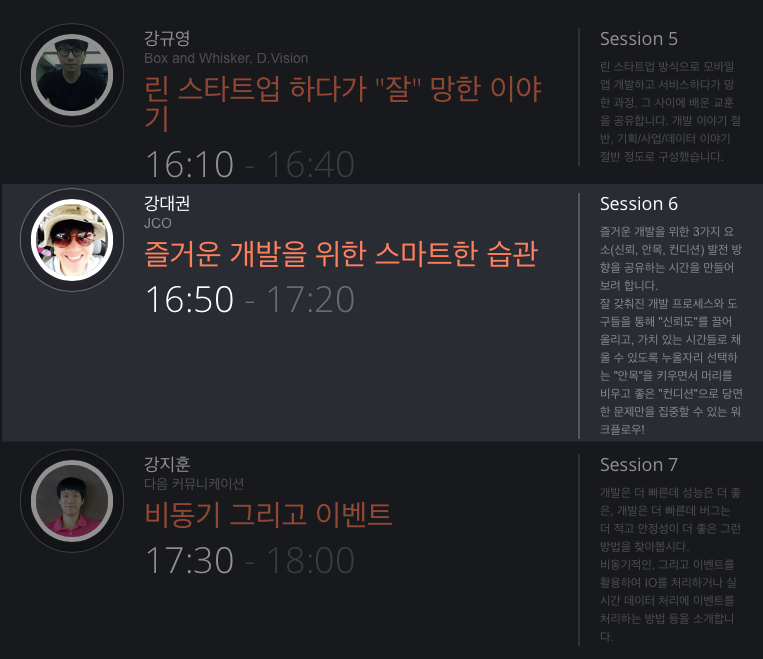 강규영
Box and Whisker, D.Vision
린 스타트업 하다가 "잘" 망한 이야
기
16:10 - 16:40
Session 5
린 스타트업 방식으로 모바일
앱 개발하고 서비스하다가 망
한 과정, 그 사이에 배운 교훈
을 공유합니다. 개발 이야기 절
반, 기획/사업/데이터 이야기
절반 정도로 구성했습니다.
강대권
JCO
즐거운 개발을 위한 스마트한 습관
16:50 - 17:20
Session 6
즐거운 개발을 위한 3가지 요
소(신뢰, 안목, 컨디션) 발전 방
향을 공유하는 시간을 만들어
보려 합니다.
잘 갖춰진 개발 프로세스와 도
구들을 통해 "신뢰도"를 끌어
올리고, 가치 있는 시간들로 채
울 수 있도록 누울자리 선택하
는 "안목"을 키우면서 머리를
비우고 좋은 "컨디션"으로 당면
한 문제만을 집중할 수 있는 워
크플로우!
강지훈
다음 커뮤니케이션
비동기 그리고 이벤트
17:30 - 18:00
Session 7
개발은 더 빠른데 성능은 더 좋
은, 개발은 더 빠른데 버그는
더 적고 안정성이 더 좋은 그런
방법을 찾아봅시다.
비동기적인, 그리고 이벤트를
활용하여 IO를 처리하거나 실
시간 데이터 처리에 이벤트를
처리하는 방법 등을 소개합니
다.